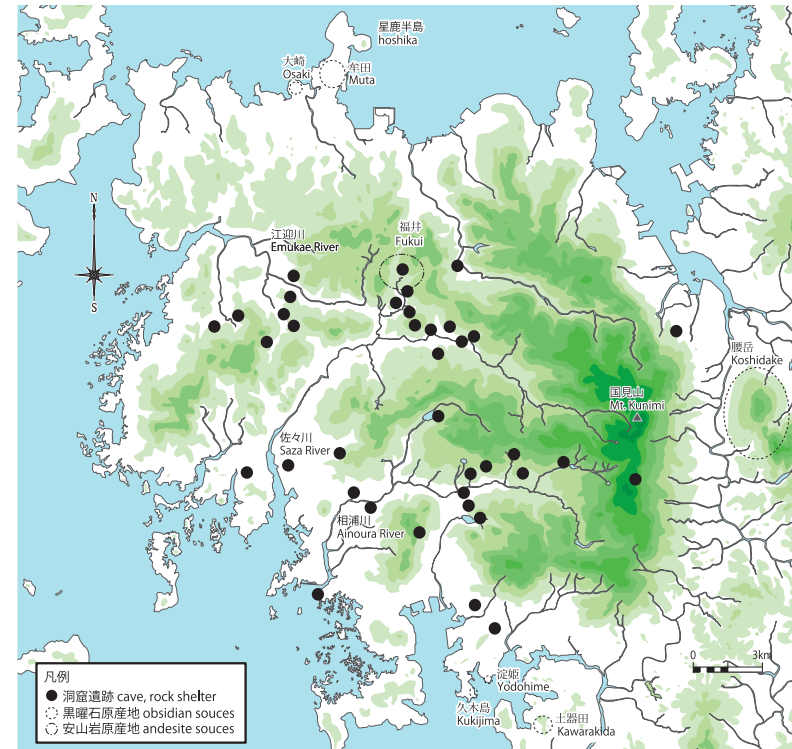 星鹿半島
hoshika
大崎
Osaki
牟田
Muta
N
S
江迎川
Emukae River
福井
Fukui
腰岳
Koshidake
国見山
Mt. Kunimi
佐々川
Saza River
相浦川
Ainoura River
0 3km
淀姫
Yodohime
久木島
Kukijima
土器田
Kawarakida
凡例
洞窟遺跡 cave, rock shelter
黒曜石原産地 obsidian souces
安山岩原産地 andesite souces